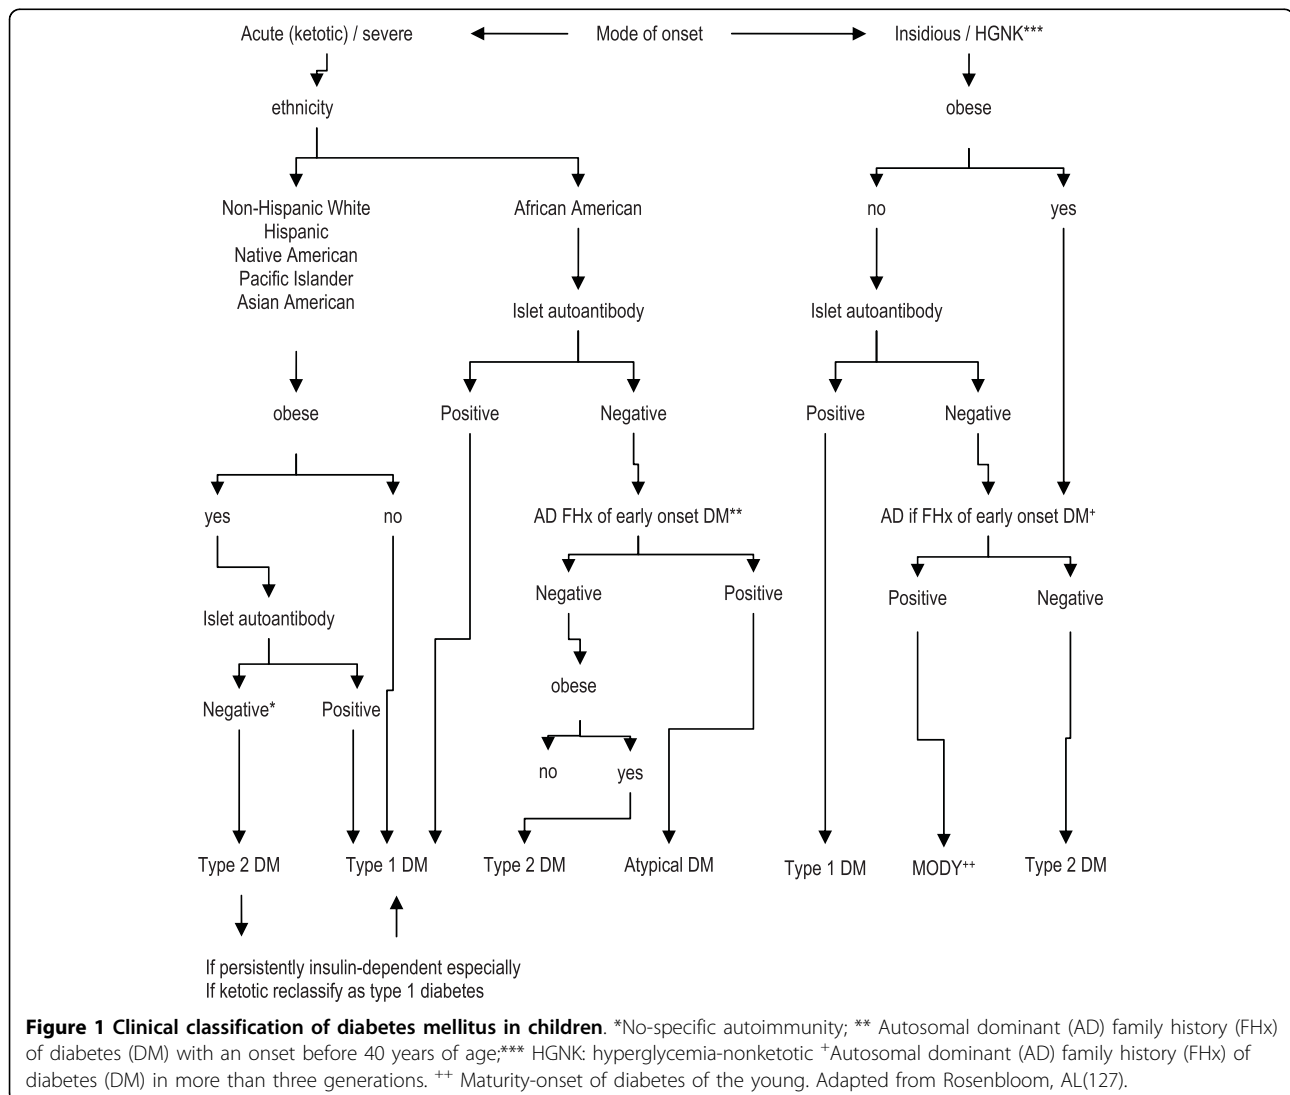 Acute (ketotic) / severe
Mode of onset
Insidious / HGNK***
ethnicity
obese
Non-Hispanic White
Hispanic
Native American
Pacific Islander
Asian American
African American
no
yes
Islet autoantibody
Islet autoantibody
obese
Positive
Negative
Positive
Negative
yes
no
AD FHx of early onset DM**
AD if FHx of early onset DM+
Negative
Positive
Positive
Negative
Islet autoantibody
obese
Negative*
Positive
no
yes
Type 2 DM
Type 1 DM
Type 2 DM
Atypical DM
Type 1 DM
MODY++
Type 2 DM
If persistently insulin-dependent especially
If ketotic reclassify as type 1 diabetes
Figure 1 Clinical classification of diabetes mellitus in children. *No-specific autoimmunity; ** Autosomal dominant (AD) family history (FHx)
of diabetes (DM) with an onset before 40 years of age;*** HGNK: hyperglycemia-nonketotic +Autosomal dominant (AD) family history (FHx) of
diabetes (DM) in more than three generations. ++ Maturity-onset of diabetes of the young. Adapted from Rosenbloom, AL(127).